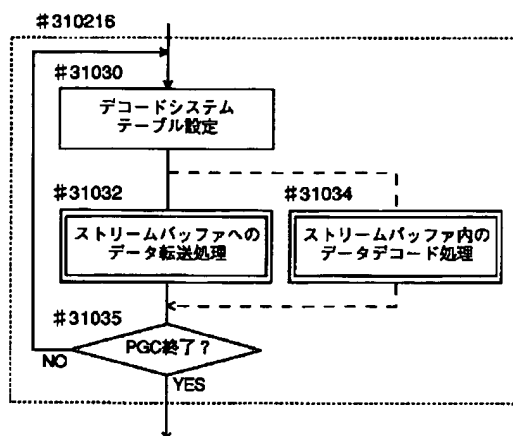 #310216
#31030
デコードシステム
テーブル設定
#31032
ストリームバッファへの
データ転送処理
#31034
ストリームバッファ内の
データデコード処理
#31035
PGC終了?
NO
YES